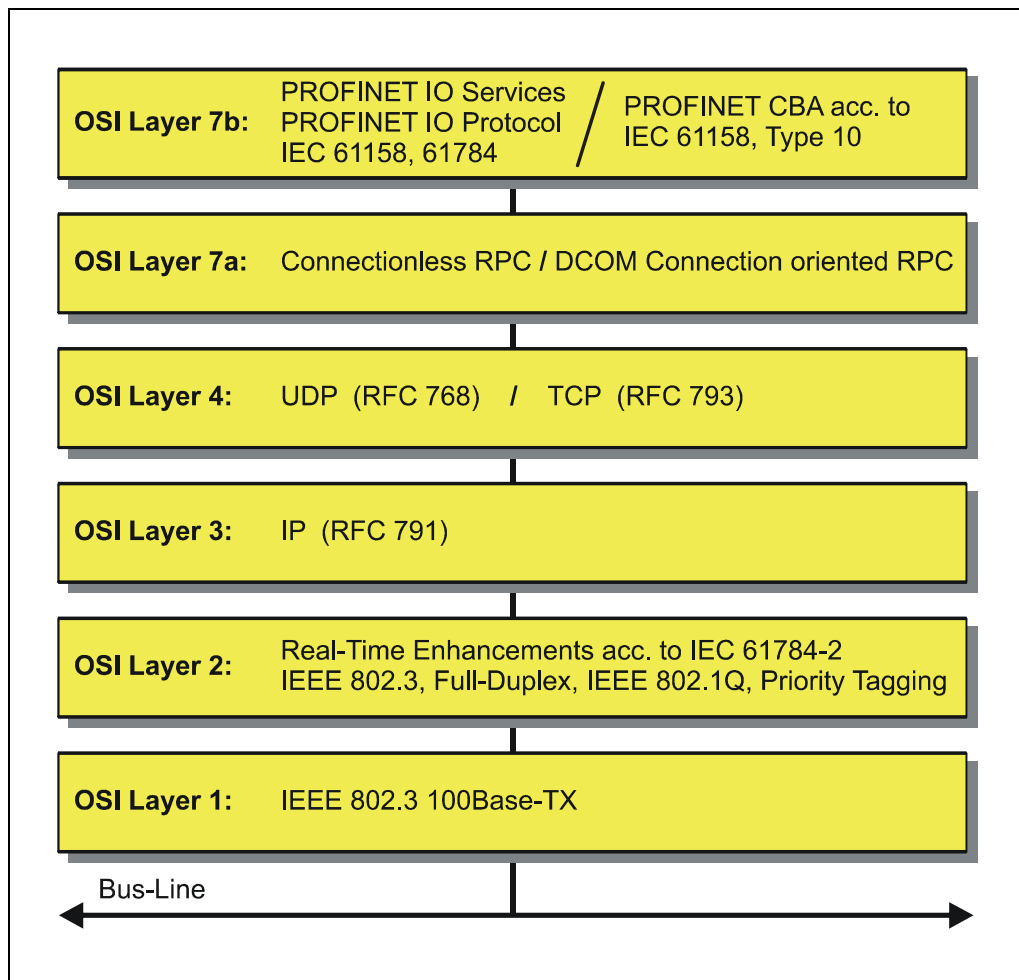 OSI Layer 7b:
PROFINET IO Services
PROFINET IO Protocol
IEC 61158, 61784
/
PROFINET CBA acc. to
IEC 61158, Type 10
OSI Layer 7a: Connectionless RPC / DCOM Connection oriented RPC
OSI Layer 4: UDP (RFC 768) / TCP (RFC 793)
OSI Layer 3: IP (RFC 791)
OSI Layer 2:
Real-Time Enhancements acc. to IEC 61784-2
IEEE 802.3, Full-Duplex, IEEE 802.1Q, Priority Tagging
OSI Layer 1: IEEE 802.3 100Base-TX
Bus-Line